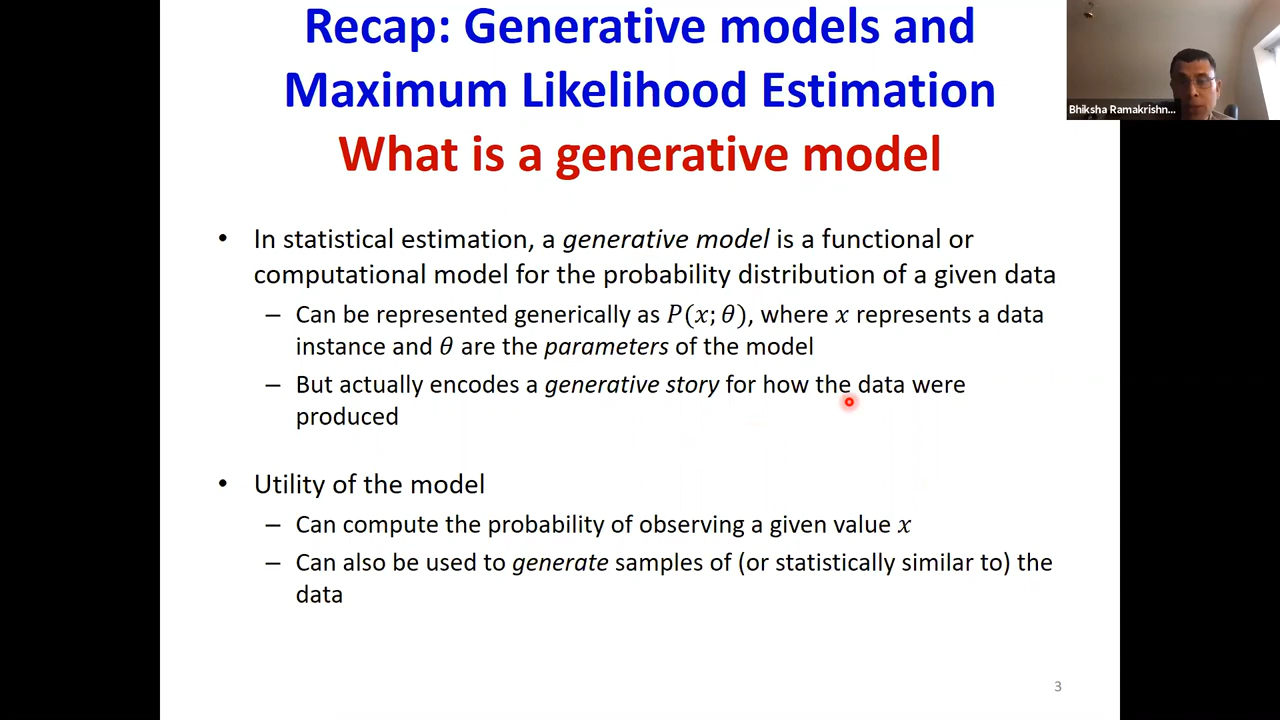 Recap: Generative models and
Maximum Likelihood Estimation
What is a generative model
• In statistical estimation, a generative model is a functional or
computational model for the probability distribution of a given data
– Can be represented generically as P(x; θ), where x represents a data
instance and θ are the parameters of the model
– But actually encodes a generative story for how the data were
produced
• Utility of the model
– Can compute the probability of observing a given value x
– Can also be used to generate samples of (or statistically similar to) the
data
3
Bhiksha Ramakrishn...